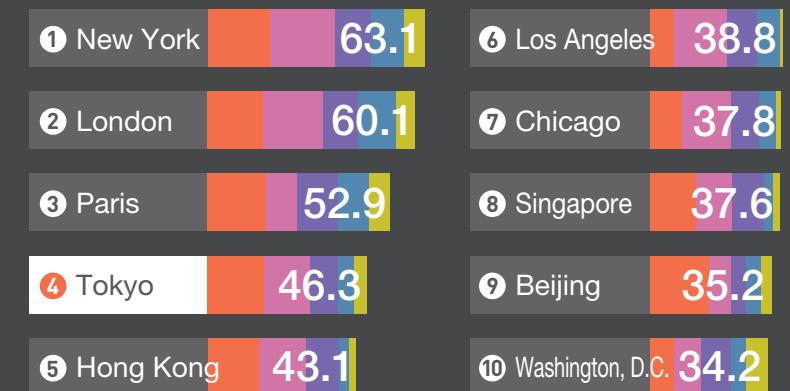 1 New York 63.1
2 London 60.1
3 Paris 52.9
4 Tokyo 46.3
5 Hong Kong 43.1
6 Los Angeles 38.8
7 Chicago 37.8
8 Singapore 37.6
9 Beijing 35.2
10 Washington, D.C. 34.2